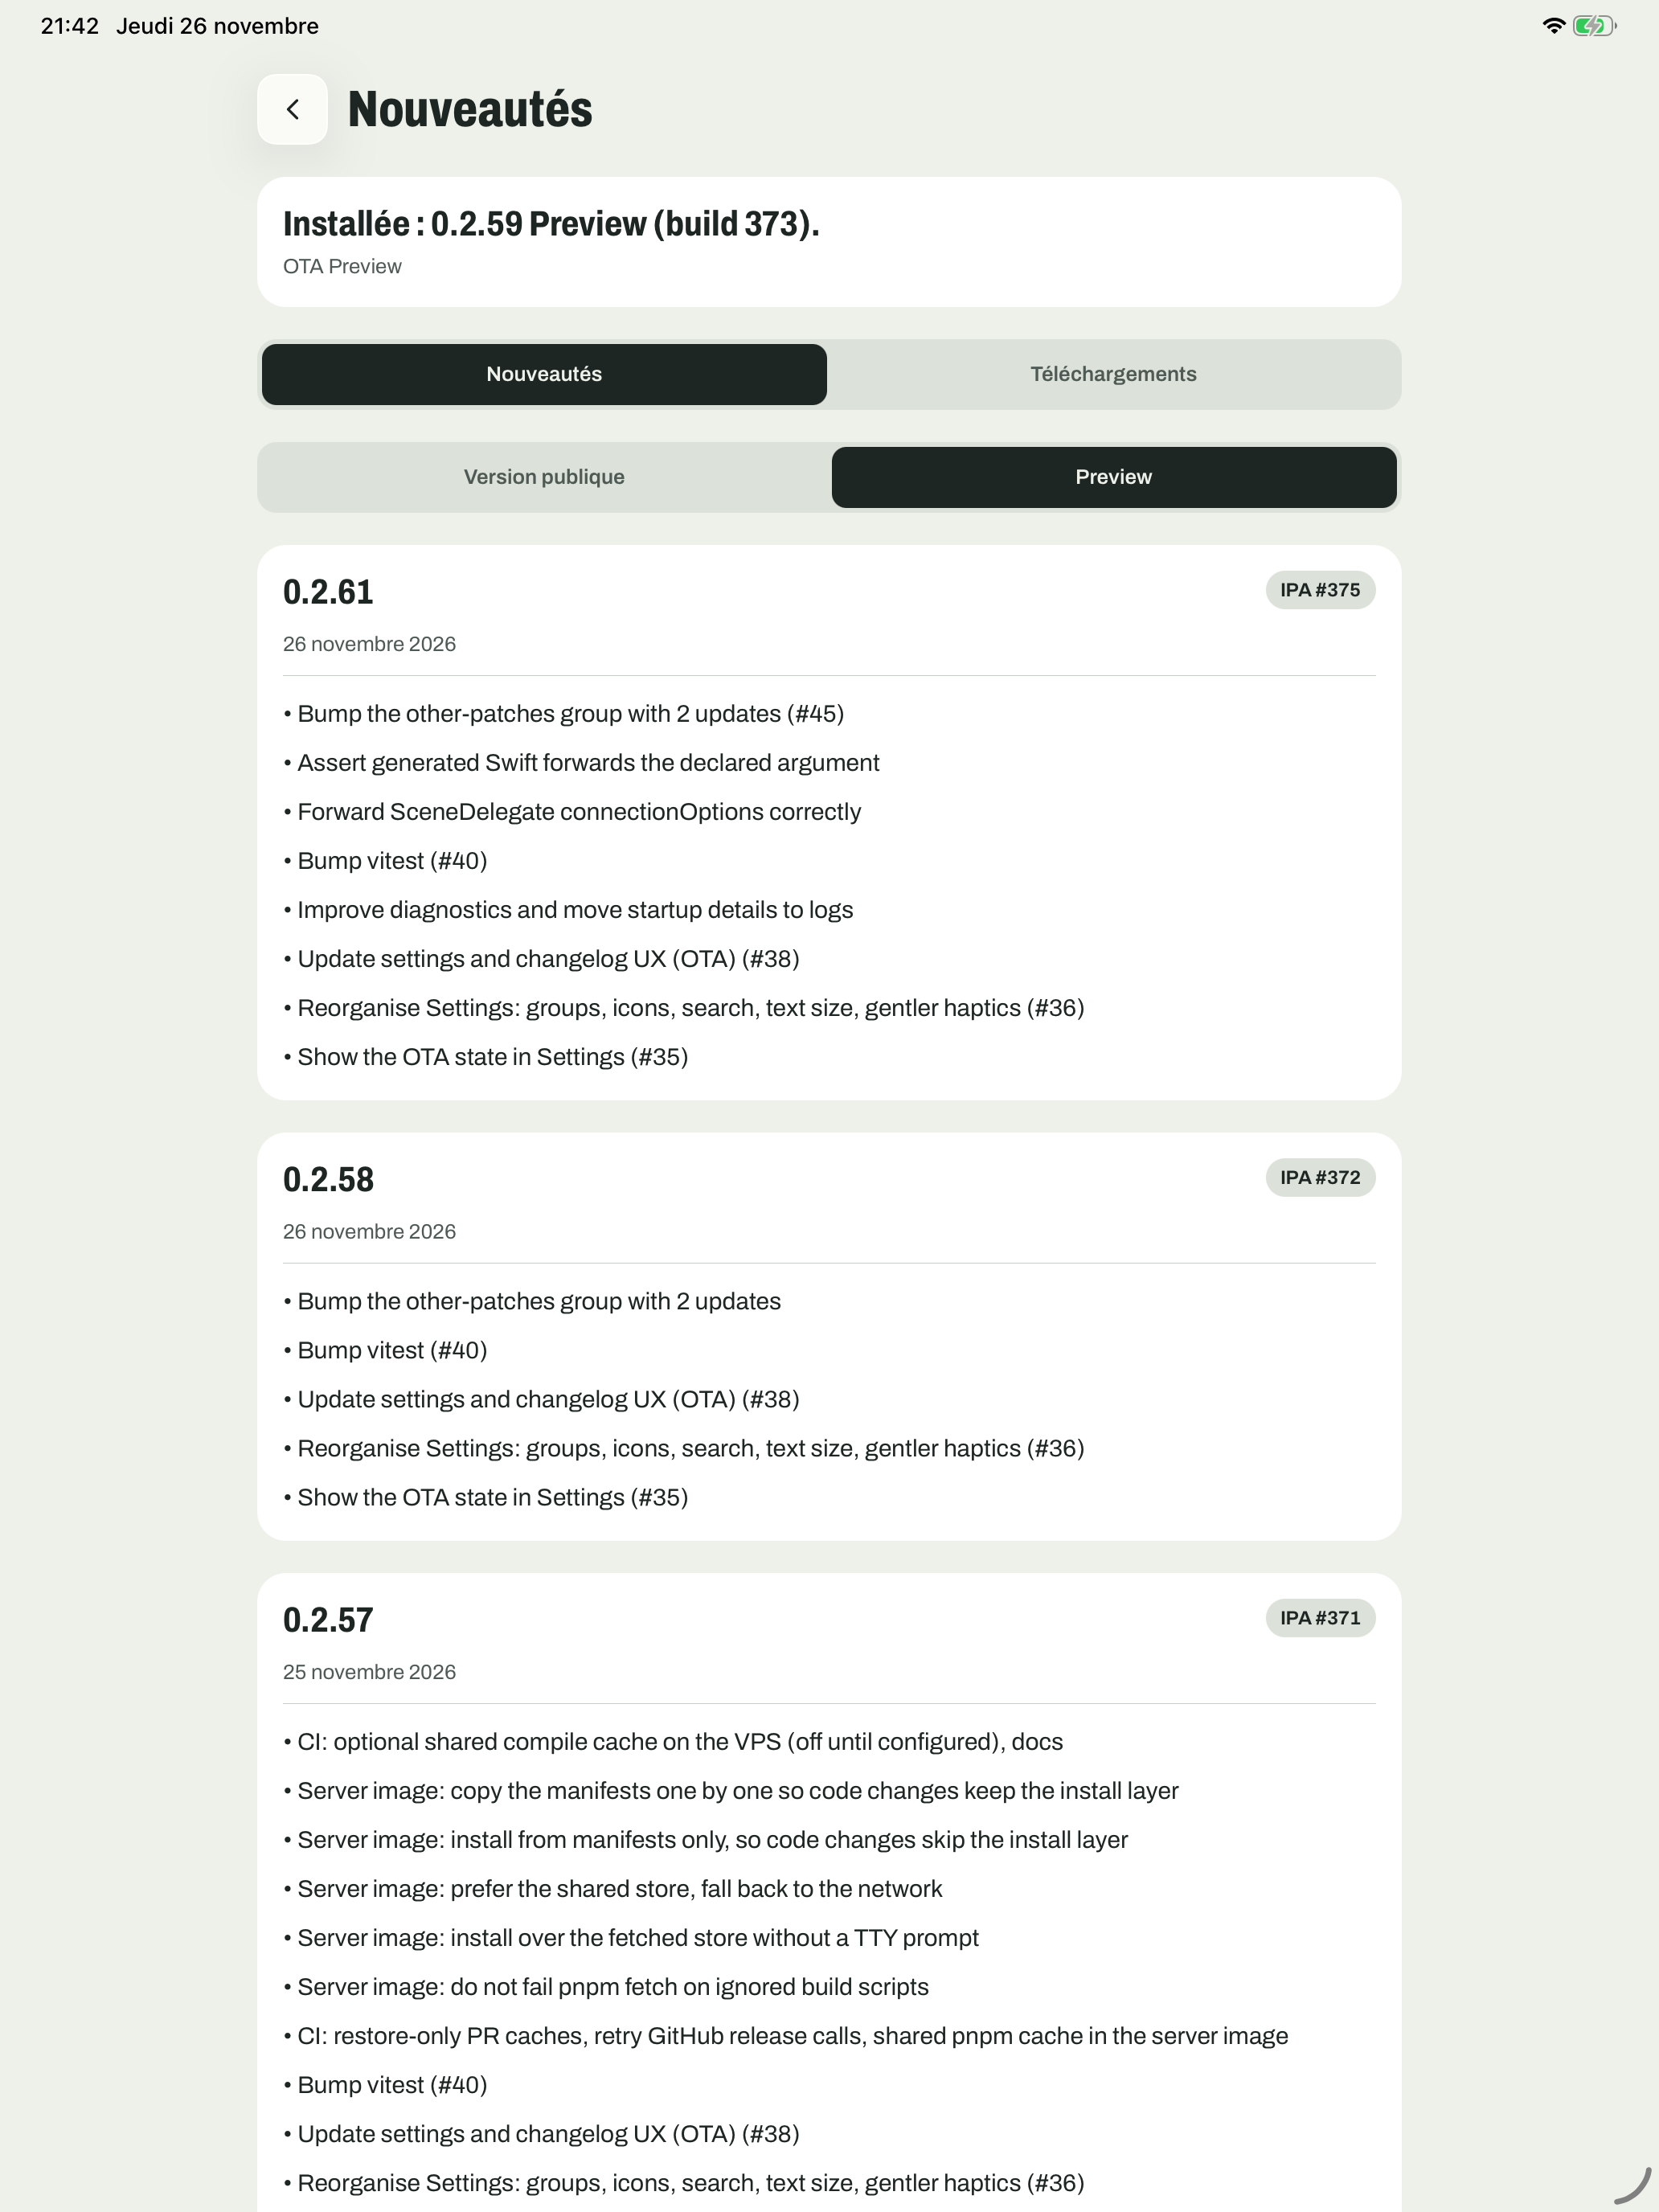 21:42 Jeudi 26 novembre
Nouveautés
Installée : 0.2.59 Preview (build 373).
OTA Preview
Nouveautés
Téléchargements
Version publique
Preview
0.2.61
IPA #375
26 novembre 2026
• Bump the other-patches group with 2 updates (#45)
• Assert generated Swift forwards the declared argument
• Forward SceneDelegate connectionOptions correctly
• Bump vitest (#40)
• Improve diagnostics and move startup details to logs
• Update settings and changelog UX (OTA) (#38)
• Reorganise Settings: groups, icons, search, text size, gentler haptics (#36)
• Show the OTA state in Settings (#35)
0.2.58
IPA #372
26 novembre 2026
• Bump the other-patches group with 2 updates
• Bump vitest (#40)
• Update settings and changelog UX (OTA) (#38)
• Reorganise Settings: groups, icons, search, text size, gentler haptics (#36)
• Show the OTA state in Settings (#35)
0.2.57
IPA #371
25 novembre 2026
• CI: optional shared compile cache on the VPS (off until configured), docs
• Server image: copy the manifests one by one so code changes keep the install layer
• Server image: install from manifests only, so code changes skip the install layer
• Server image: prefer the shared store, fall back to the network
• Server image: install over the fetched store without a TTY prompt
• Server image: do not fail pnpm fetch on ignored build scripts
• CI: restore-only PR caches, retry GitHub release calls, shared pnpm cache in the server image
• Bump vitest (#40)
• Update settings and changelog UX (OTA) (#38)
• Reorganise Settings: groups, icons, search, text size, gentler haptics (#36)